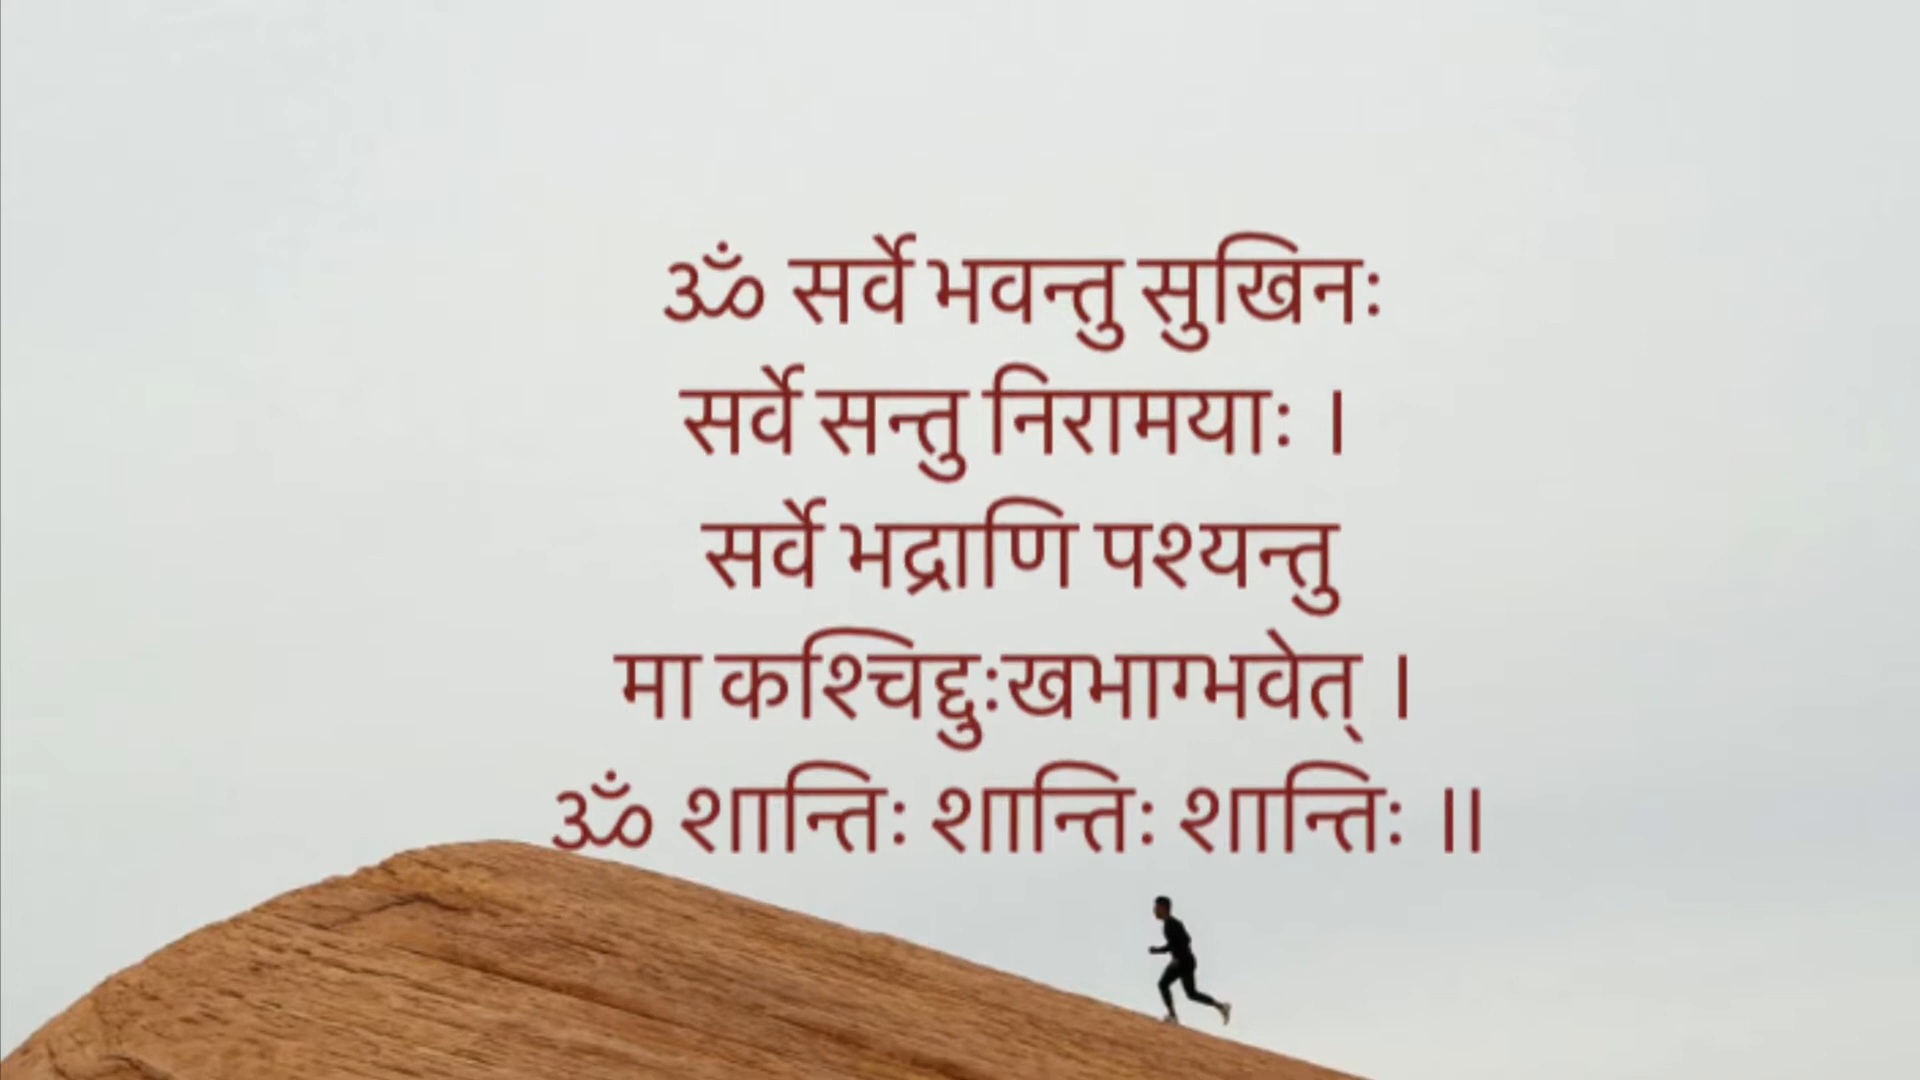 ॐ सर्वे भवन्तु सुखिनः
सर्वे सन्तु निरामयाः ।
सर्वे भद्राणि पश्यन्तु
मा कश्चिद्दुःखभाग्भवेत् ।
ॐ शान्तिः शान्तिः शान्तिः ।।